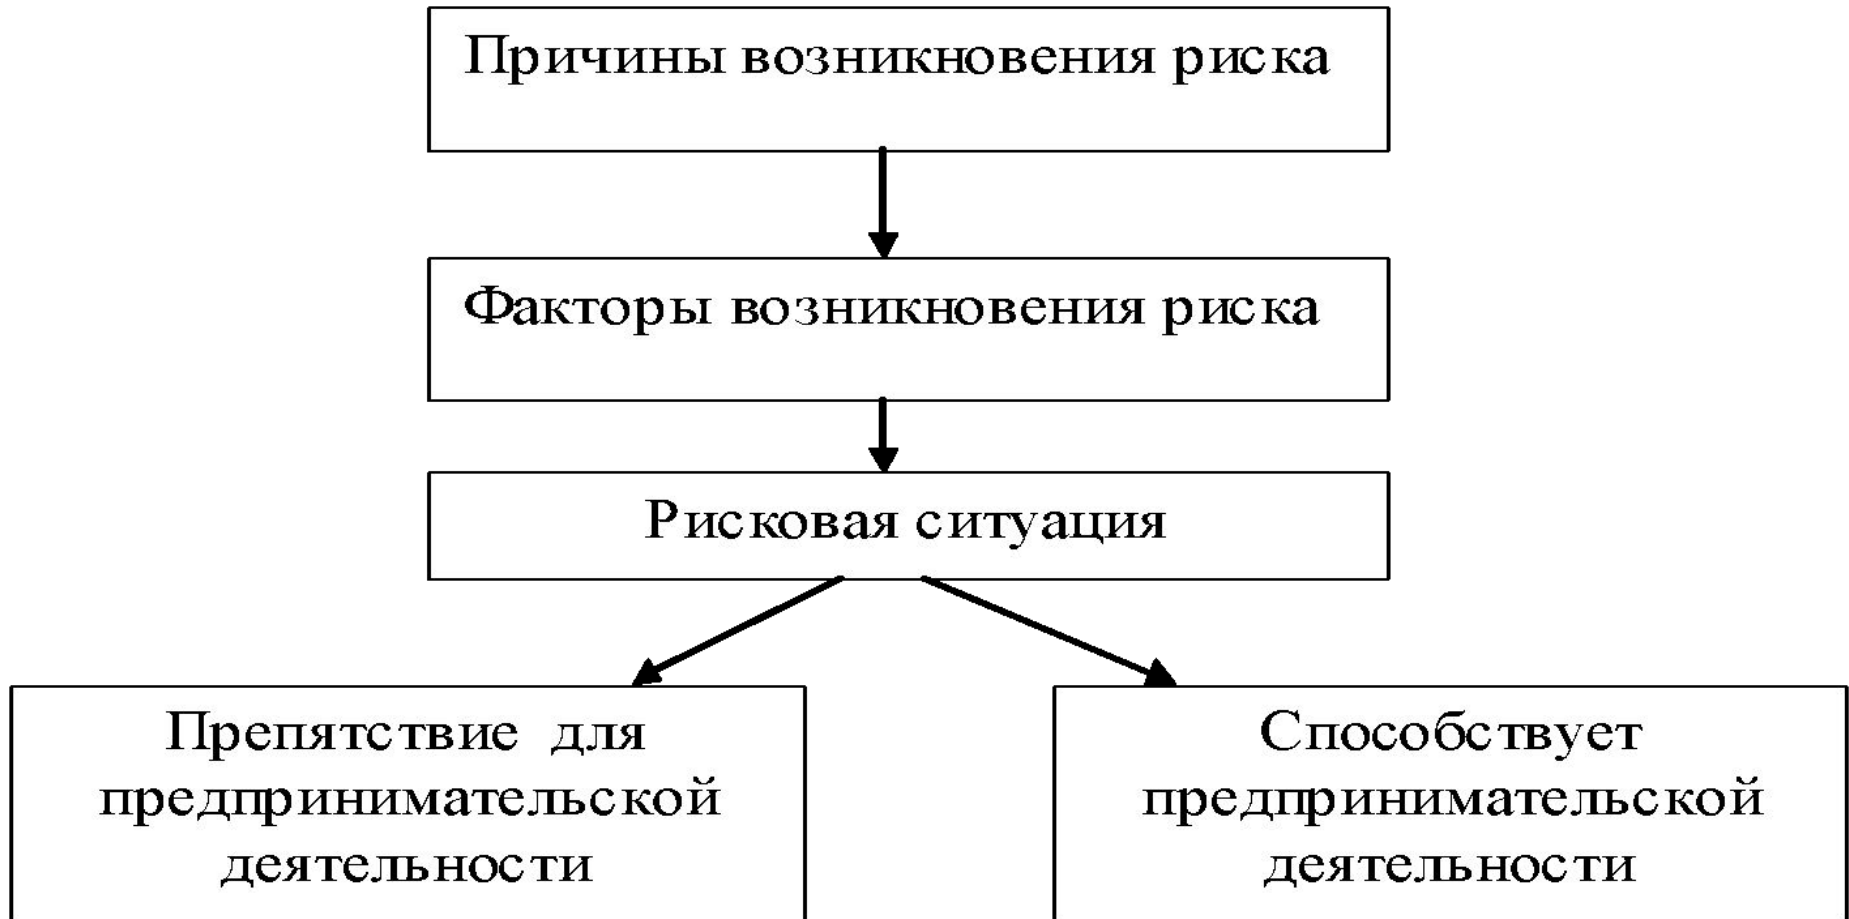 Причины возникновения риска
Факторы возникновения риска
Рисковая ситуация
Препятствие для
предпринимательской
деятельности
Способствует
предпринимательской
деятельности